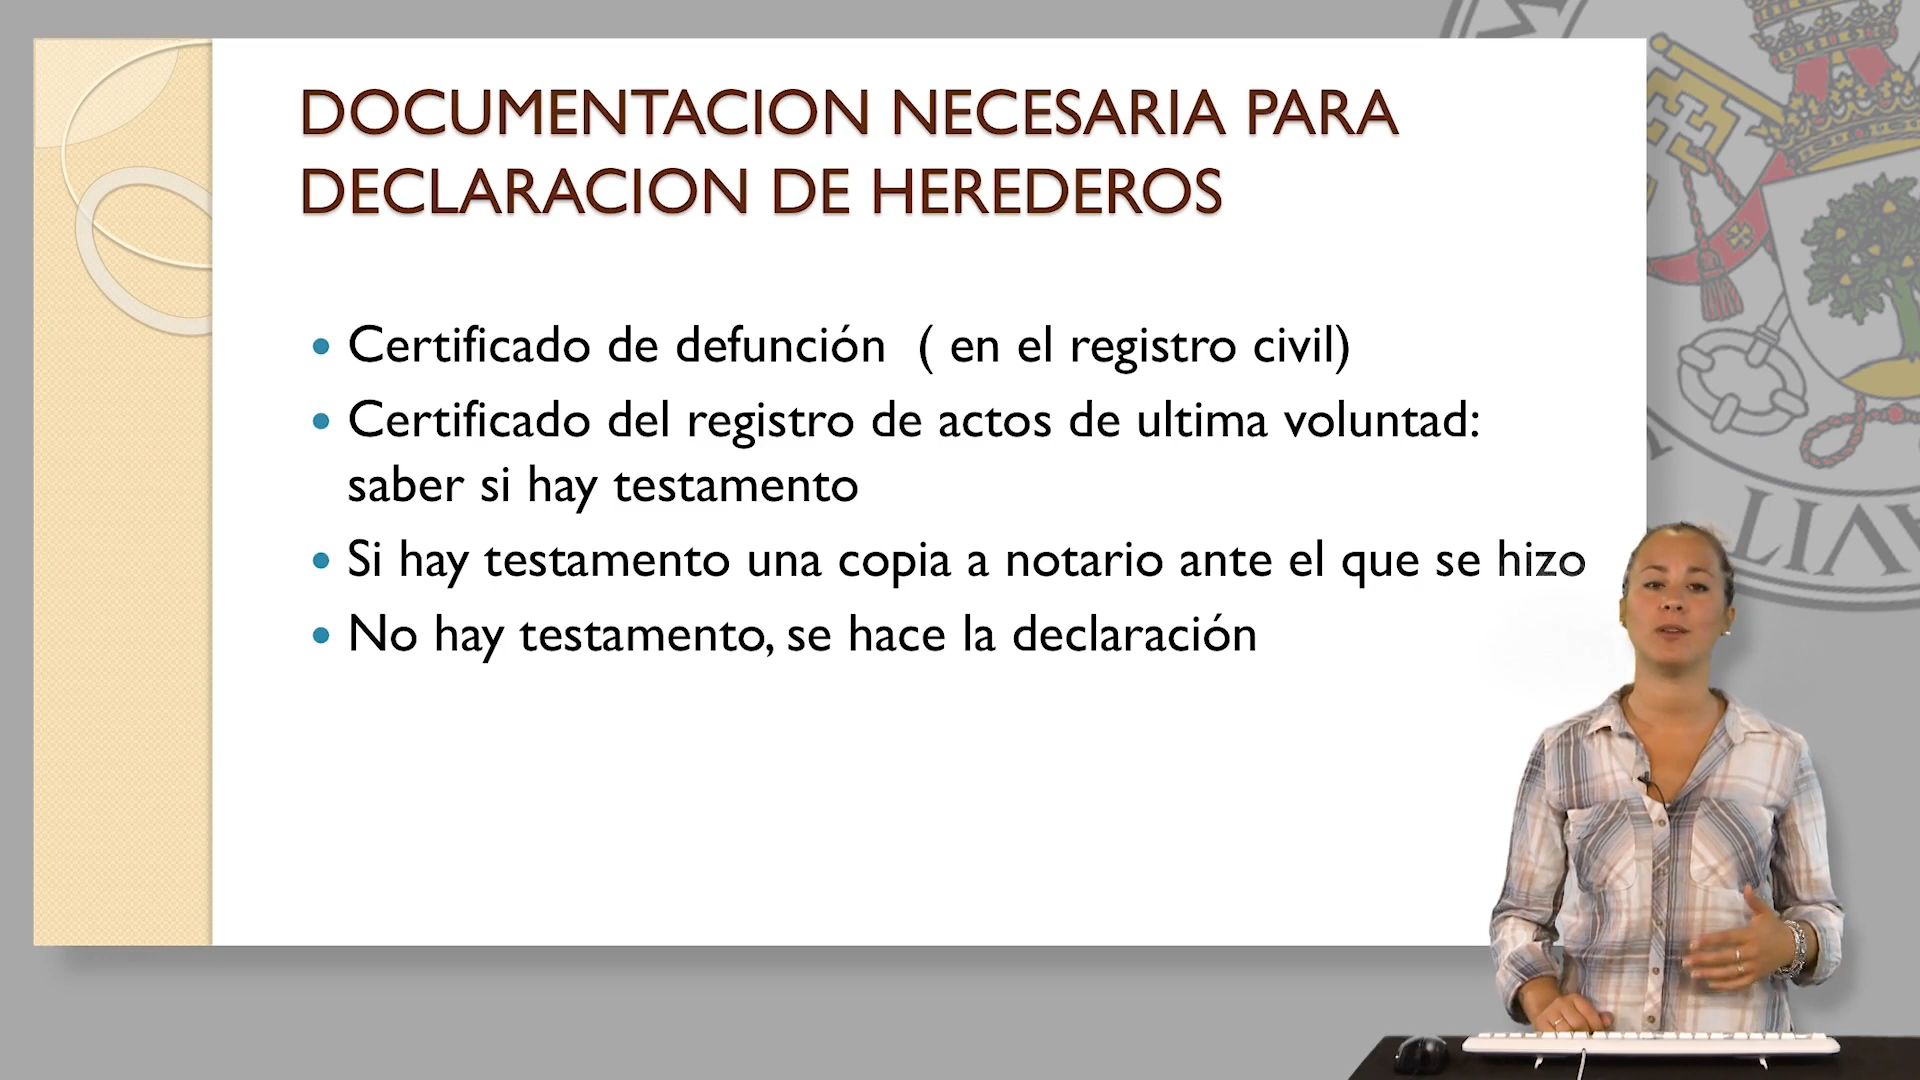 DOCUMENTACION NECESARIA PARA
DECLARACION DE HEREDEROS
• Certificado de defunción ( en el registro civil)
• Certificado del registro de actos de ultima voluntad:
saber si hay testamento
• Si hay testamento una copia a notario ante el que se hizo
• No hay testamento, se hace la declaración